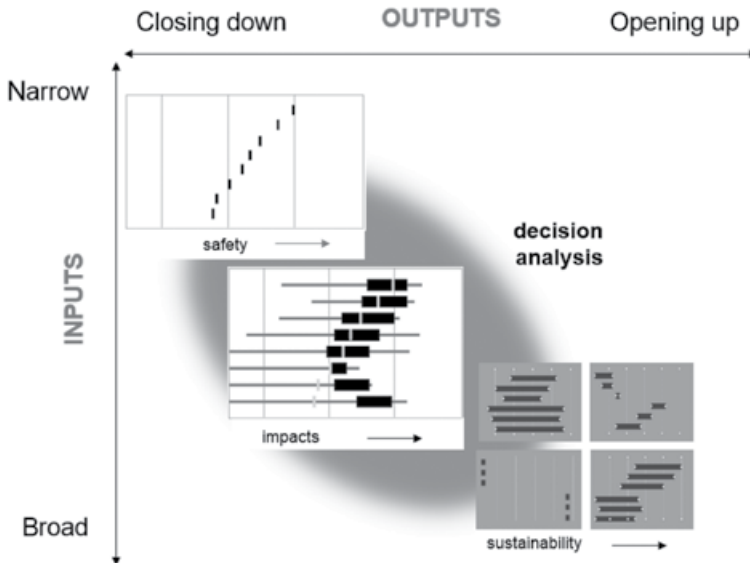 Closing down OUTPUTS Opening up
Narrow
safety
decision
analysis
INPUTS
impacts
Broad
sustainability